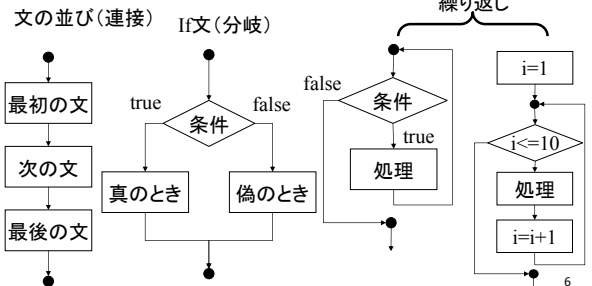 文の並び(連接)
最初の文
次の文
最後の文
If文(分岐)
条件
true
false
真のとき
偽のとき
繰り返し
条件
false
true
処理
i=1
i<=10
処理
i=i+1
6